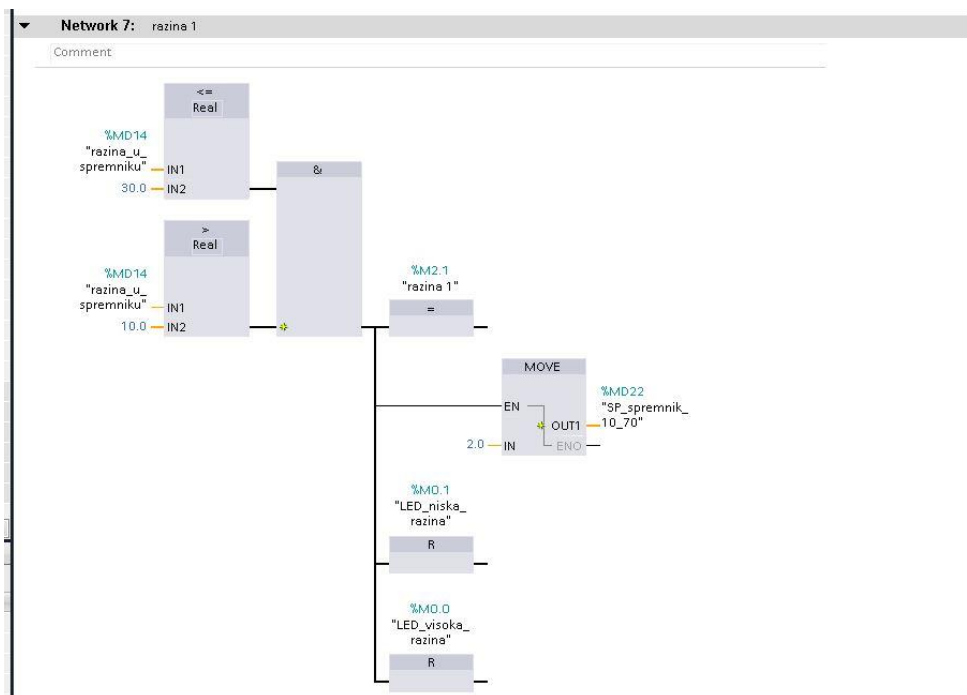 Network 7: razina 1
Comment
<=
Real
%MD14
"razina_u_
spremniku"
IN1
30.0
IN2
&
>
Real
%MD14
"razina_u_
spremniku"
IN1
10.0
IN2
%M2.1
"razina 1"
=
MOVE
EN
%MD22
"SP_spremnik_
10_70"
OUT1
2.0
IN
ENO
%M0.1
"LED_niska_
razina"
R
%M0.0
"LED_visoka_
razina"
R